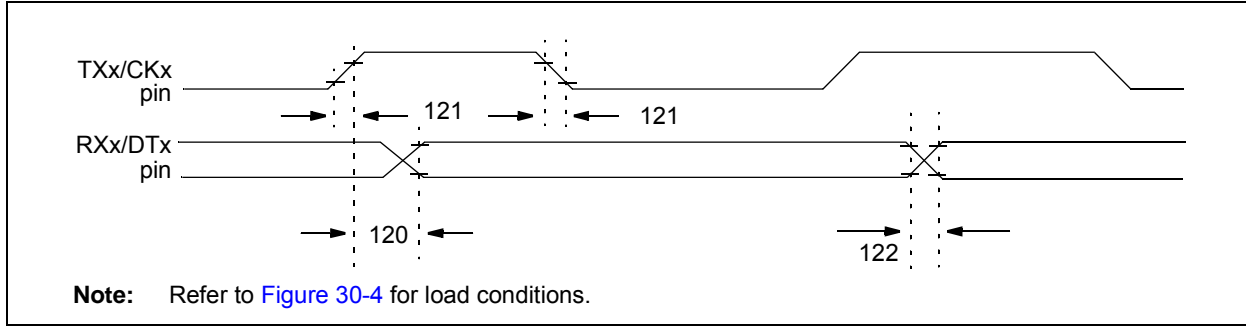 TXx/CKx
pin
121
121
RXx/DTx
pin
120
122
Note: Refer to Figure 30-4 for load conditions.